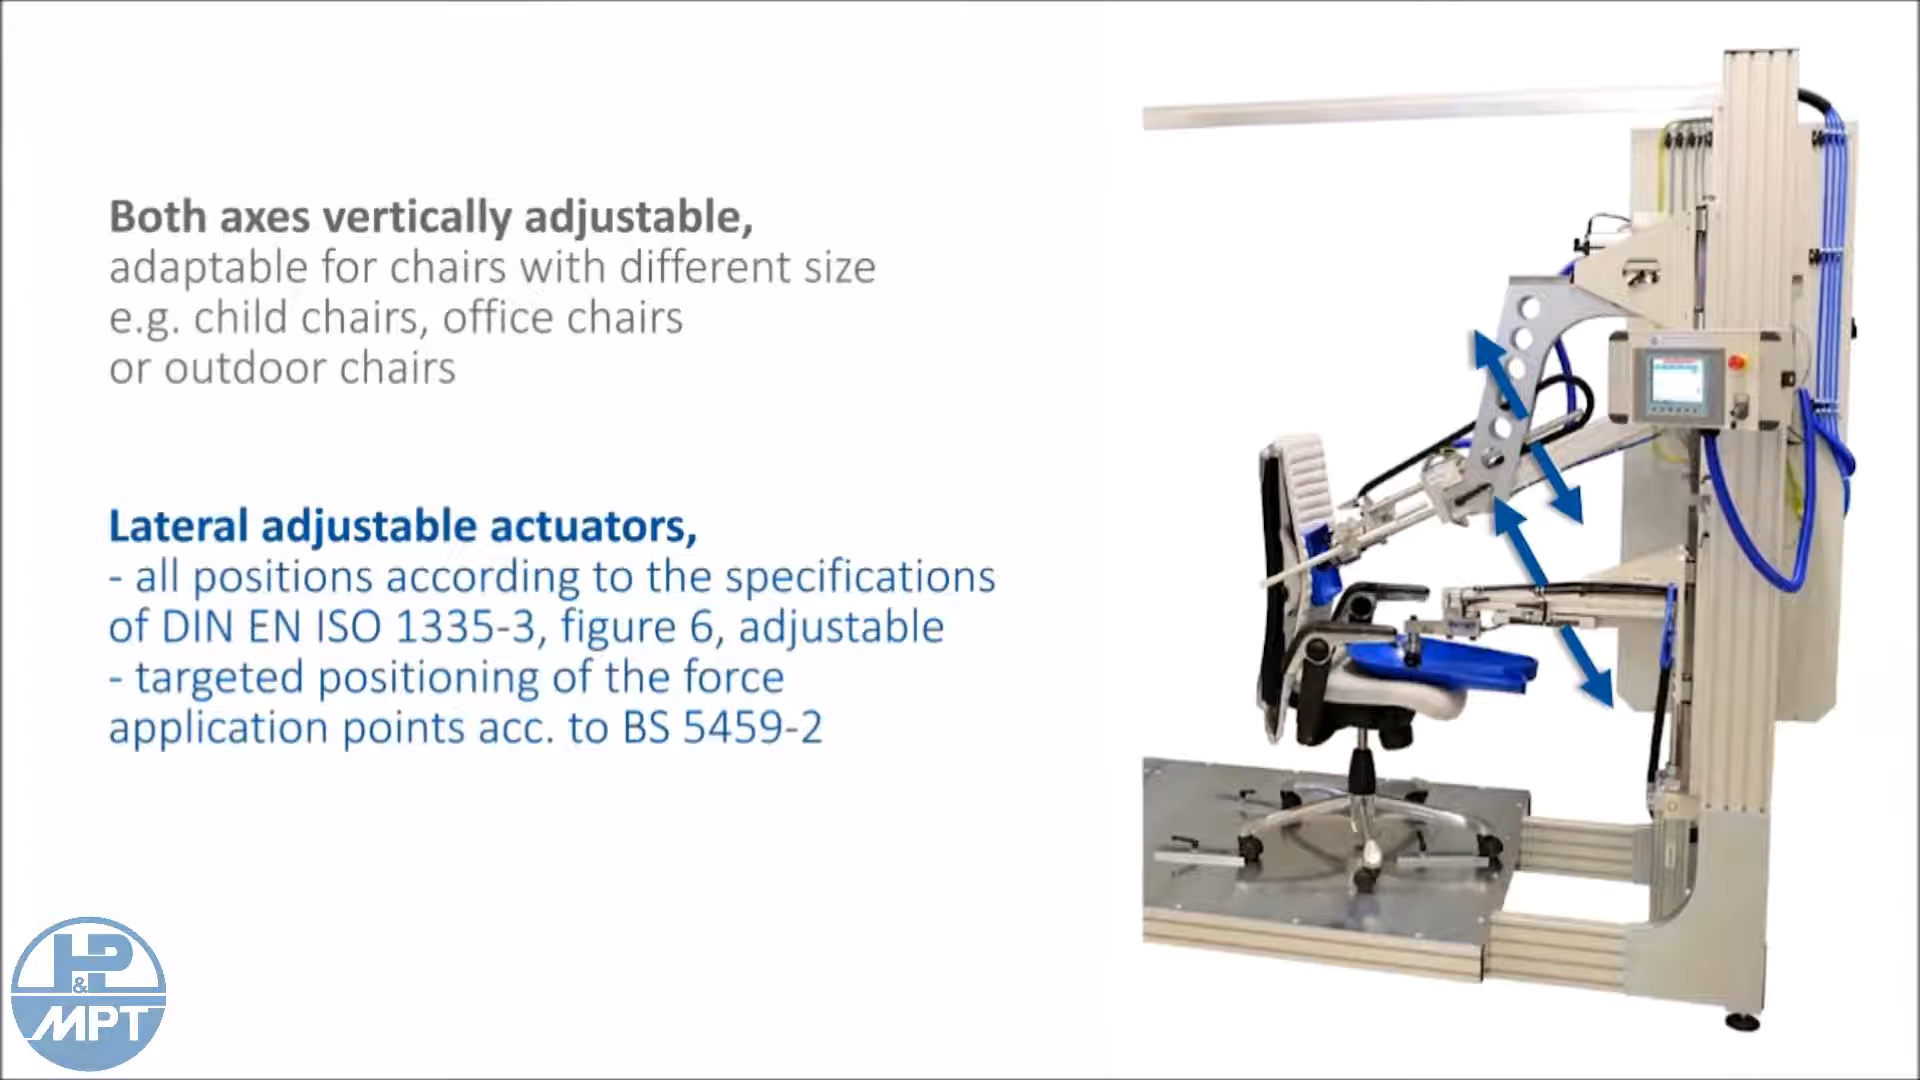 Both axes vertically adjustable,
adaptable for chairs with different size
e.g. child chairs, office chairs
or outdoor chairs
Lateral adjustable actuators,
- all positions according to the specifications
of DIN EN ISO 1335-3, figure 6, adjustable
- targeted positioning of the force
application points acc. to BS 5459-2
H&P
MPT